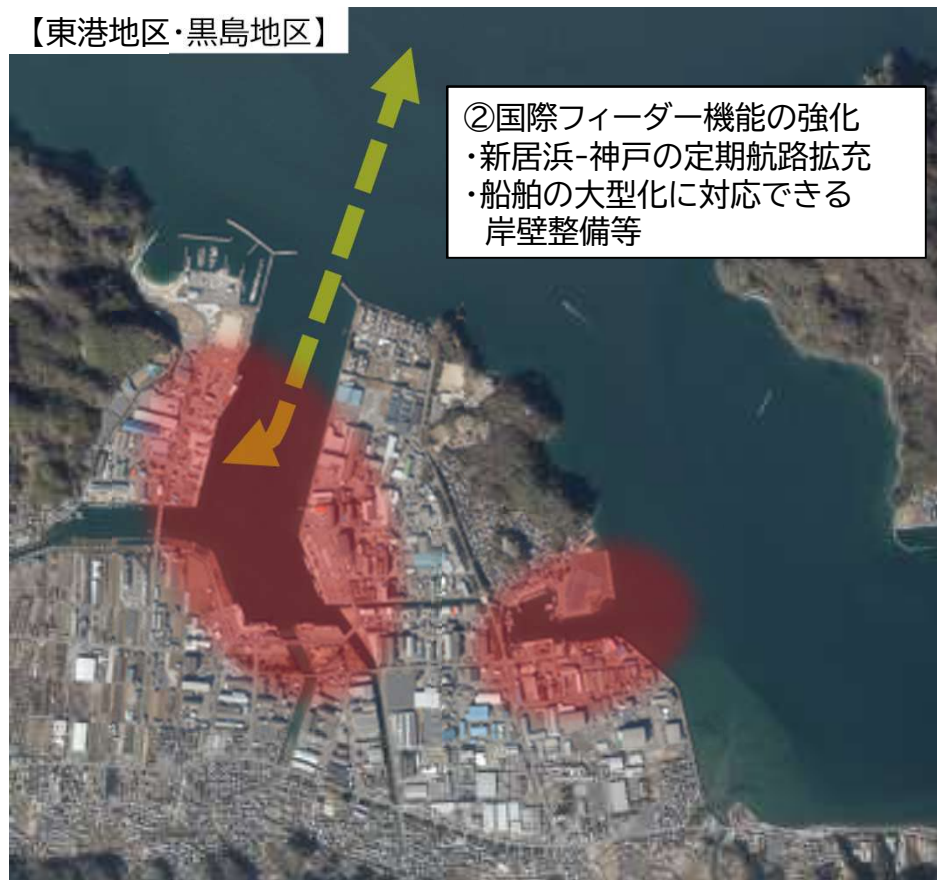 【東港地区・黒島地区】
②国際フィーダー機能の強化
・新居浜-神戸の定期航路拡充
・船舶の大型化に対応できる
岸壁整備等